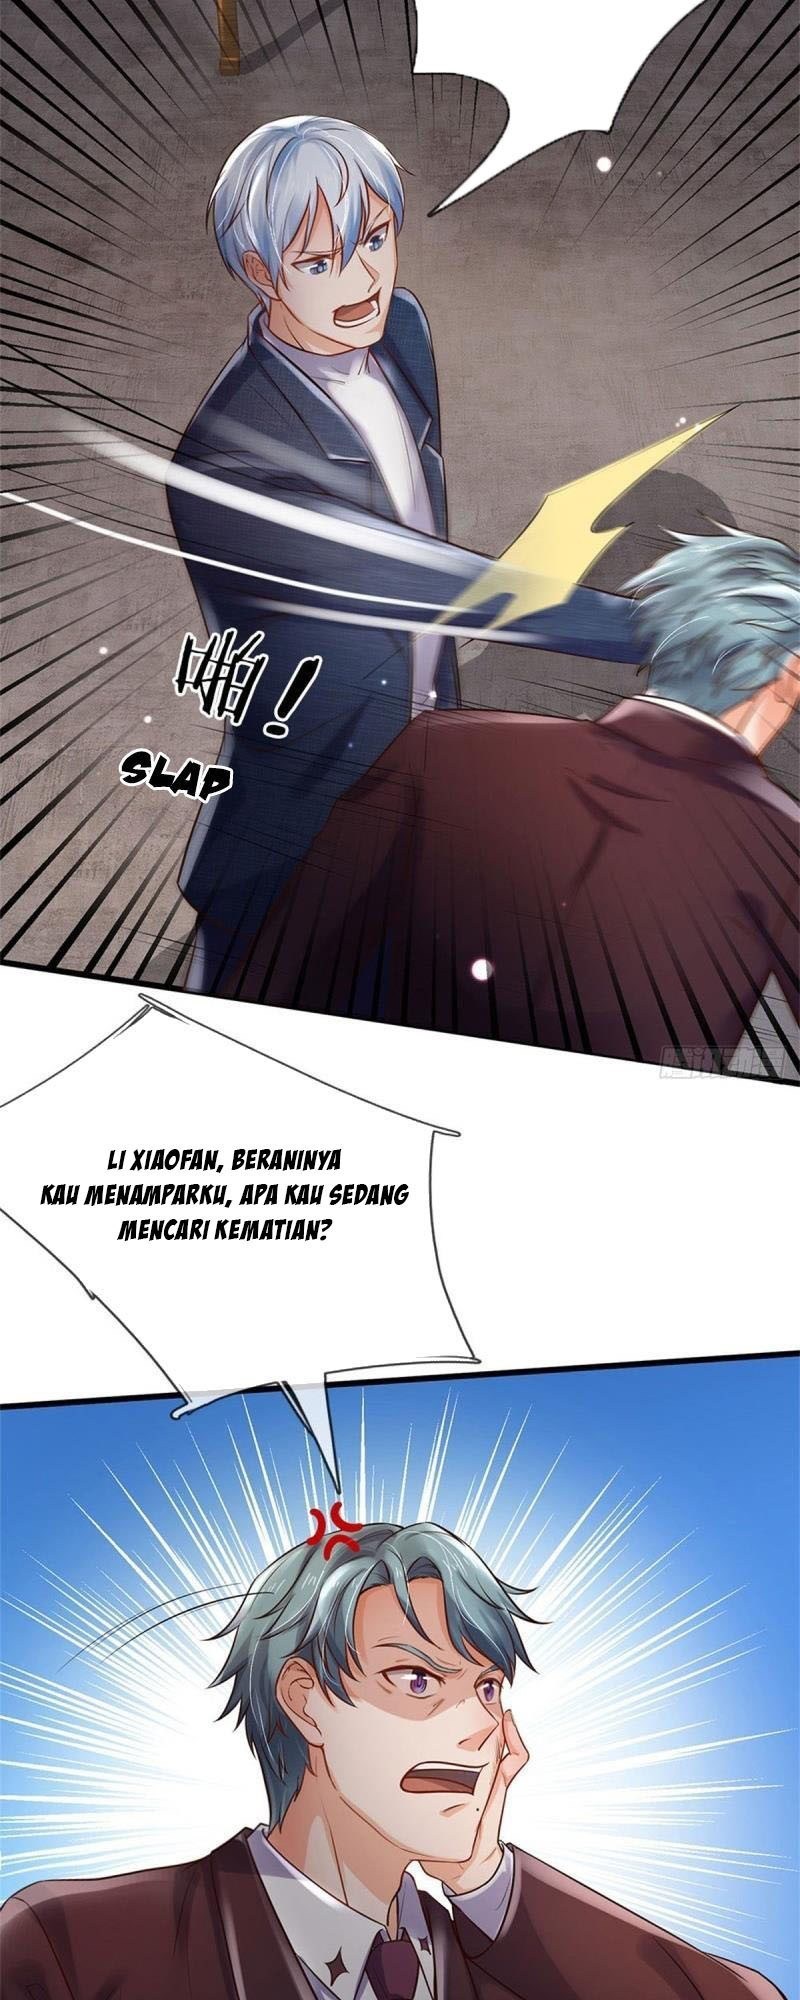 啪！
SLAP
LI XIAOFAN, BERANINYA
KAU MENAMPARKU, APA KAU SEDANG
MENCARI KEMATIAN?